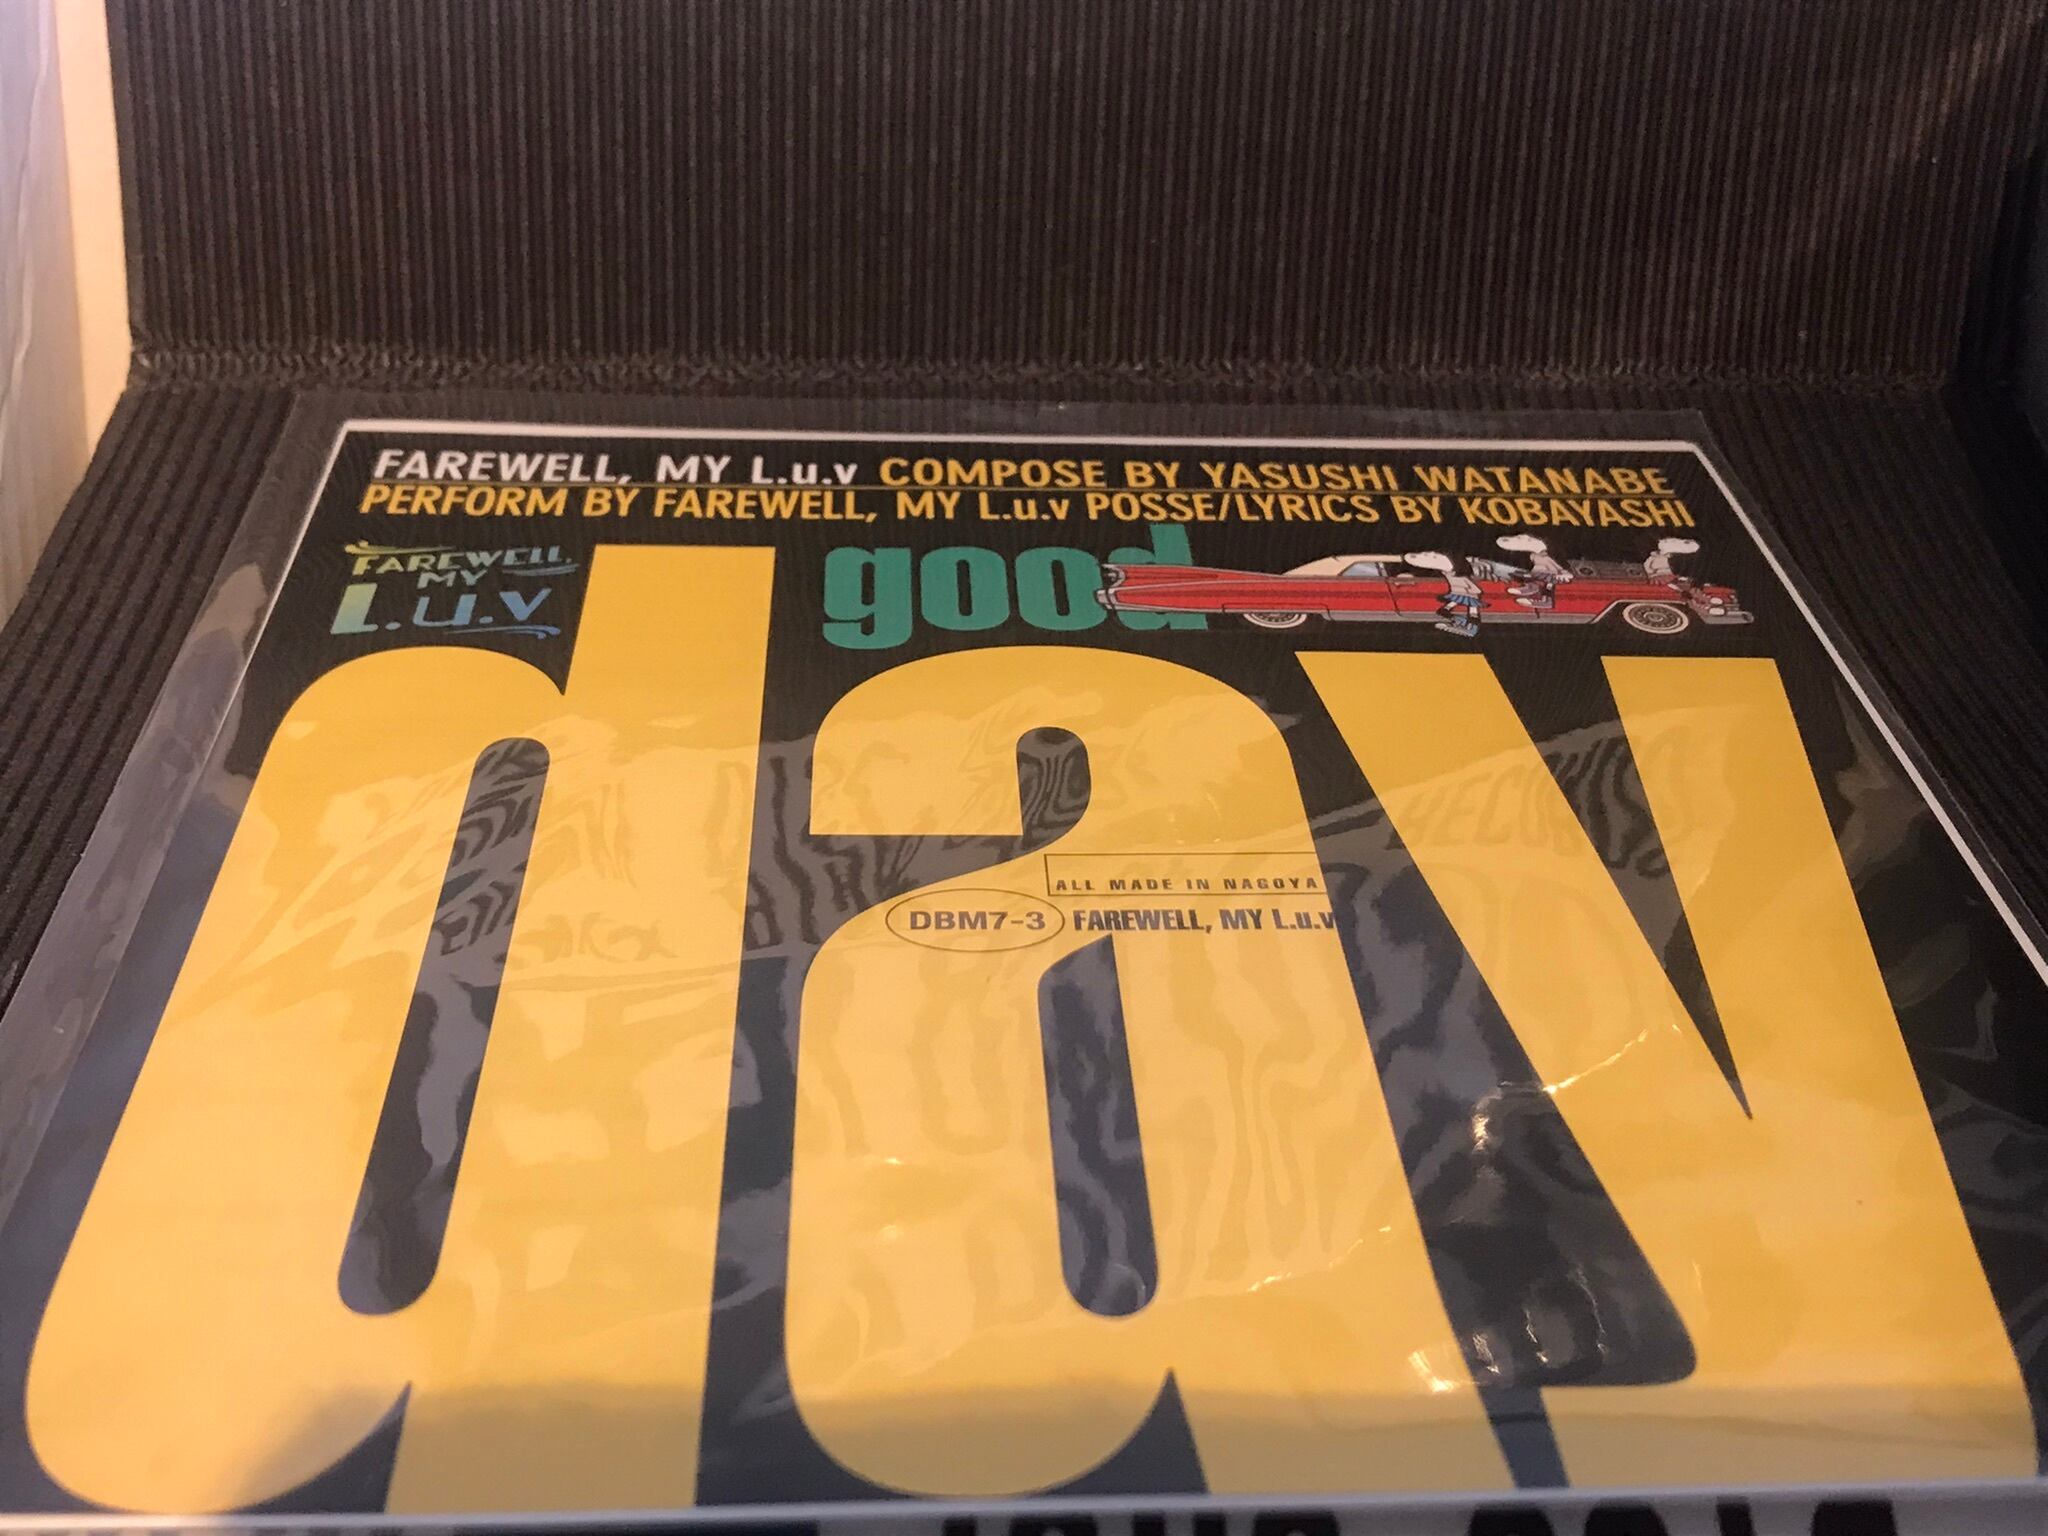 FAREWELL, MY L.u.v COMPOSE BY YASUSHI WATANABE
PERFORM BY FAREWELL, MY L.u.v POSSE/LYRICS BY KOBAYASHI
FAREWELL,
MY
L.u.v
good
day
ALL MADE IN NAGOYA
DBM7-3 FAREWELL, MY L.u.v